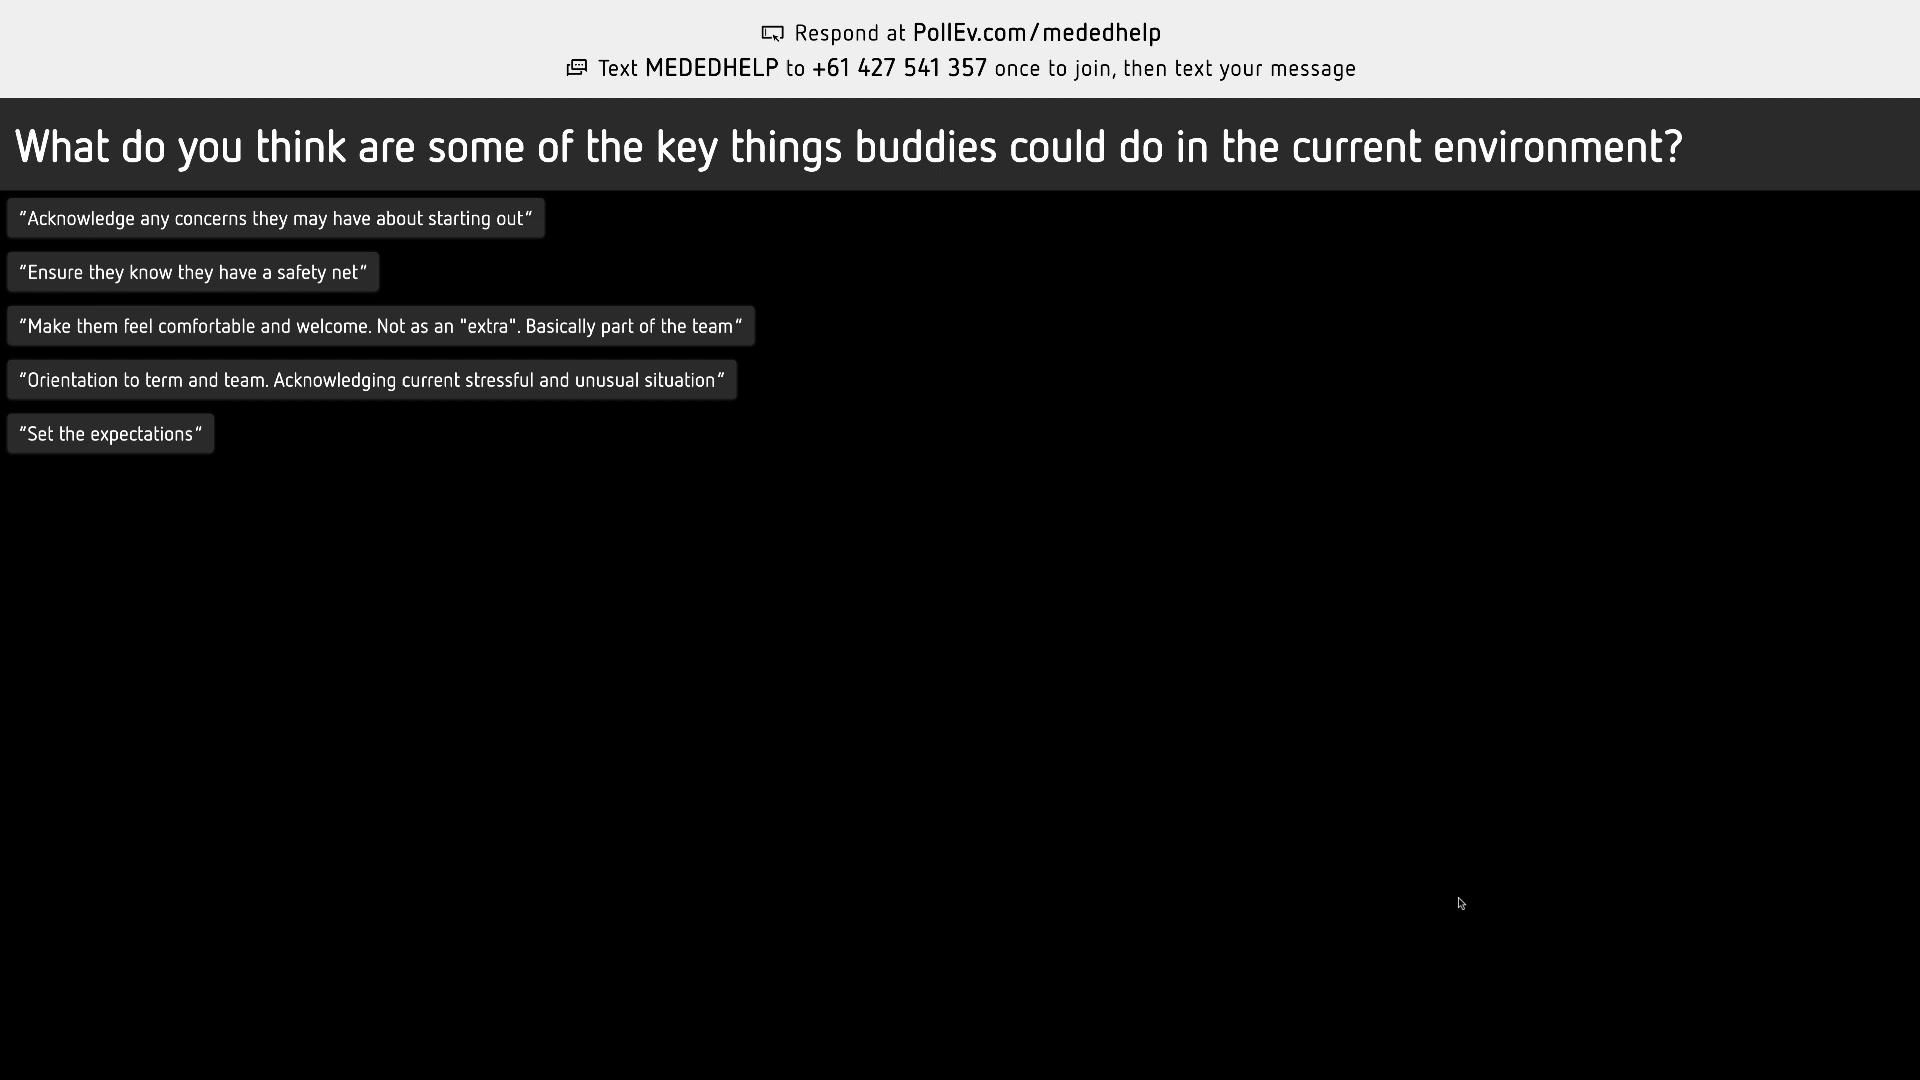 Respond at PollEv.com/mededhelp
Text MEDEDHELP to +61 427 541 357 once to join, then text your message
What do you think are some of the key things buddies could do in the current environment?
“Acknowledge any concerns they may have about starting out“
“Ensure they know they have a safety net“
“Make them feel comfortable and welcome. Not as an "extra". Basically part of the team“
“Orientation to term and team. Acknowledging current stressful and unusual situation“
“Set the expectations“